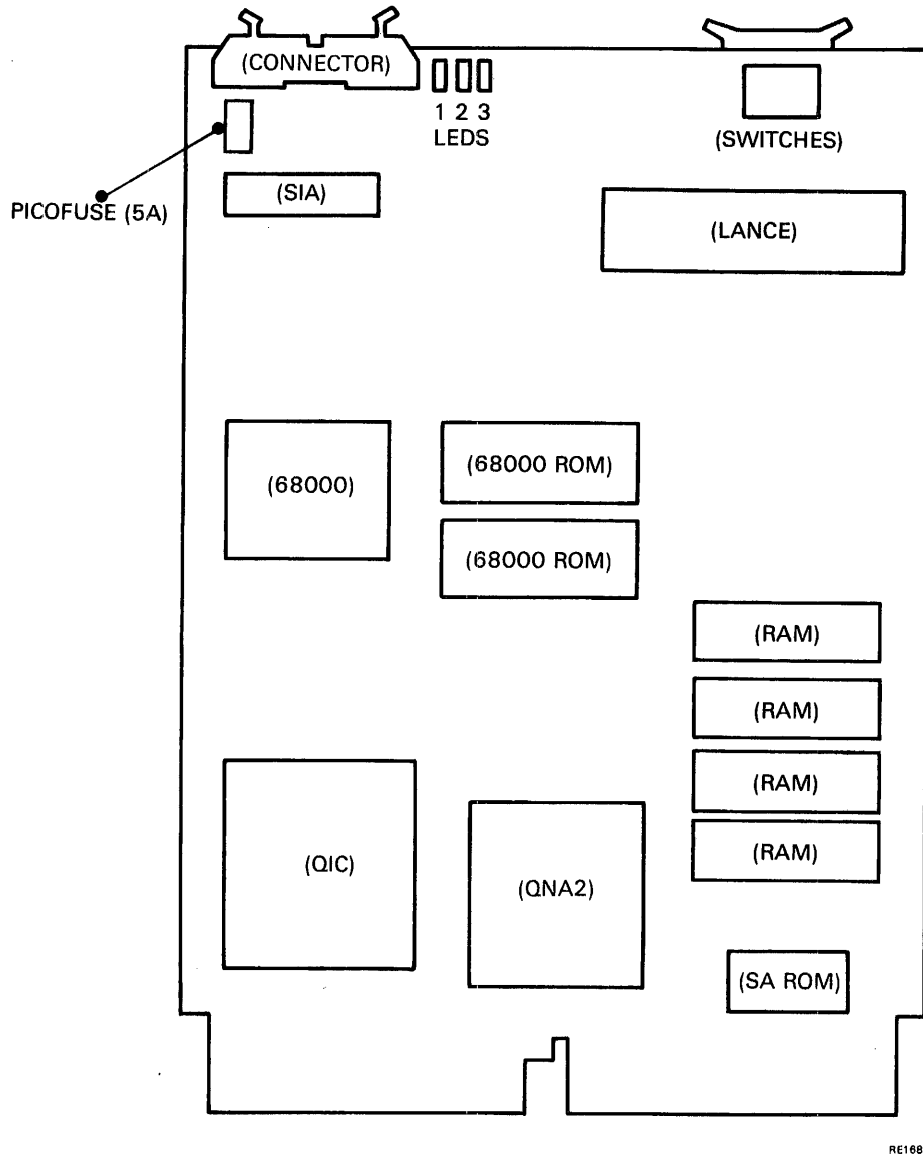 (CONNECTOR)
1 2 3
LEDS
(SWITCHES)
PICOFUSE (5A)
(SIA)
(LANCE)
(68000)
(68000 ROM)
(68000 ROM)
(RAM)
(RAM)
(RAM)
(RAM)
(QIC)
(QNA2)
(SA ROM)
RE168